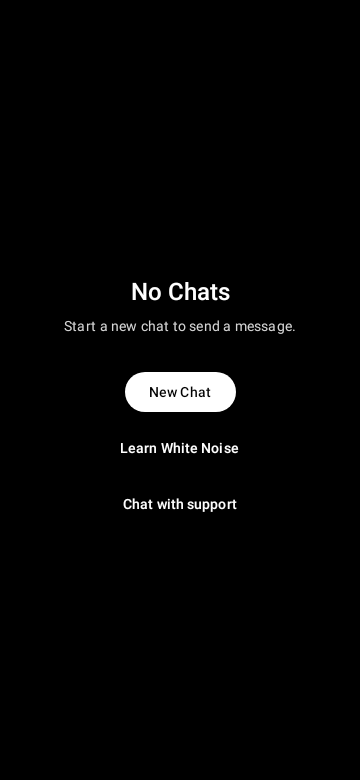 No Chats
Start a new chat to send a message.
New Chat
Learn White Noise
Chat with support